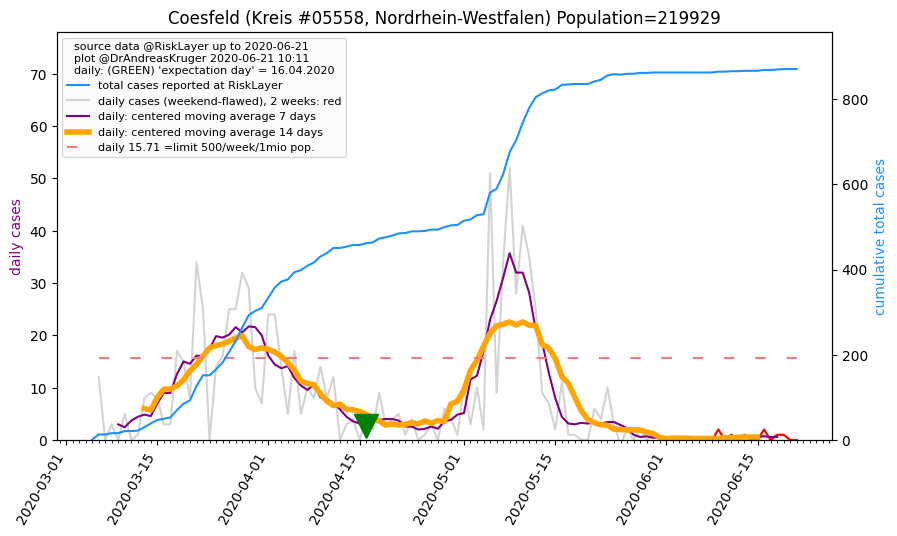 Coesfeld (Kreis #05558, Nordrhein-Westfalen) Population=219929
source data @RiskLayer up to 2020-06-21
plot @DrAndreasKruger 2020-06-21 10:11
daily: (GREEN) 'expectation day' = 16.04.2020
total cases reported at RiskLayer
daily cases (weekend-flawed), 2 weeks: red
daily: centered moving average 7 days
daily: centered moving average 14 days
daily 15.71 =limit 500/week/1mio pop.
daily cases
70
60
50
40
30
20
10
0
cumulative total cases
800
600
400
200
0
2020-03-01
2020-03-15
2020-04-01
2020-04-15
2020-05-01
2020-05-15
2020-06-01
2020-06-15